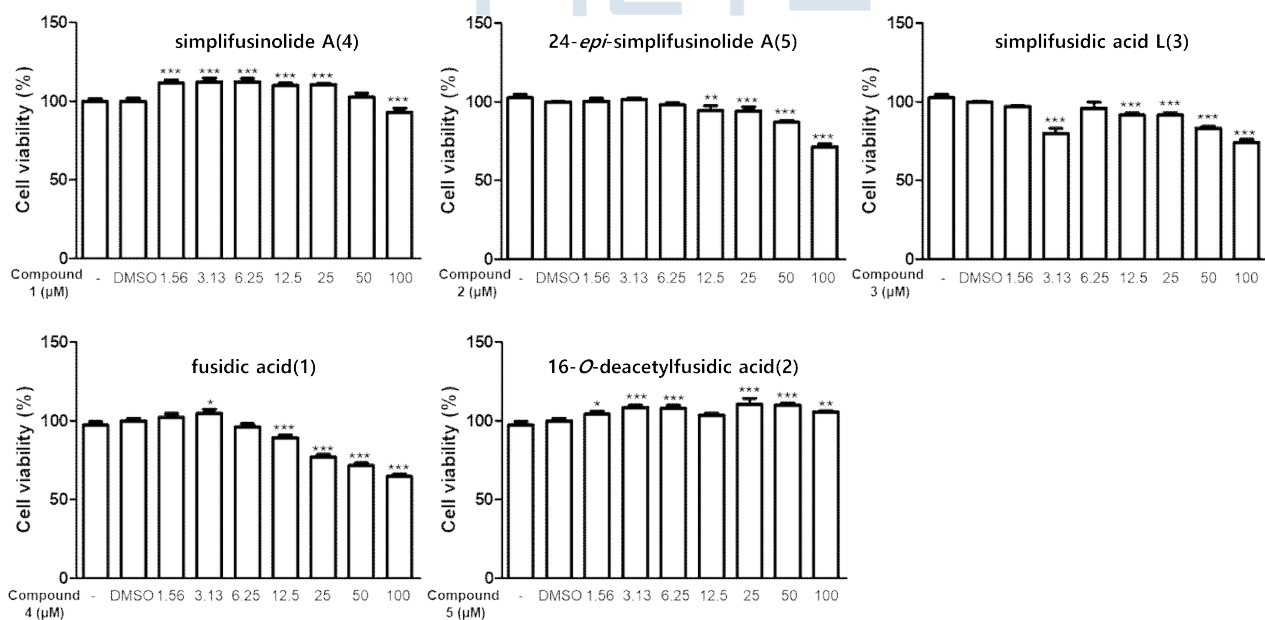 simplifusinolide A(4)
Cell viability (%)
150
100
50
0
*** *** *** *** *** ***
Compound
1 (μM)
- DMSO 1.56 3.13 6.25 12.5 25 50 100
24-epi-simplifusinolide A(5)
Cell viability (%)
150
100
50
0
** *** *** ***
Compound
2 (μM)
- DMSO 1.56 3.13 6.25 12.5 25 50 100
simplifusidic acid L(3)
Cell viability (%)
150
100
50
0
*** *** *** *** ***
Compound
3 (μM)
- DMSO 1.56 3.13 6.25 12.5 25 50 100
fusidic acid(1)
Cell viability (%)
150
100
50
0
* *** *** *** ***
Compound
4 (μM)
- DMSO 1.56 3.13 6.25 12.5 25 50 100
16-O-deacetylfusidic acid(2)
Cell viability (%)
150
100
50
0
* *** *** *** *** **
Compound
5 (μM)
- DMSO 1.56 3.13 6.25 12.5 25 50 100